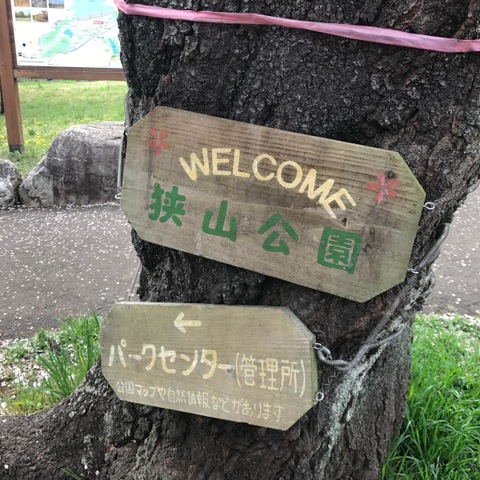 WELCOME
狭山公園
←
パークセンター(管理所)
公園マップや自然情報などがあります